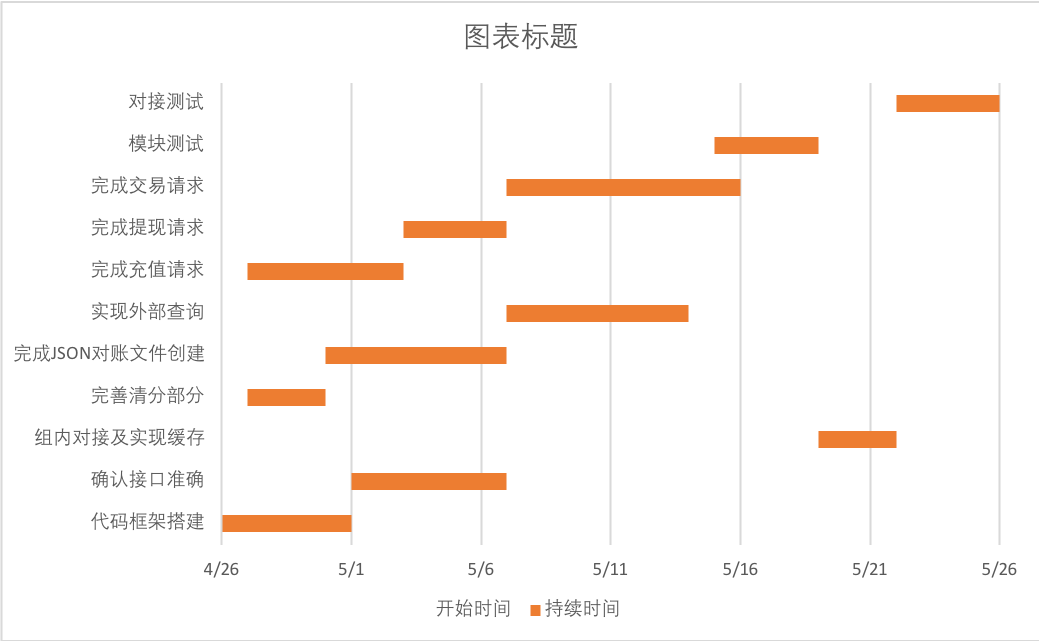 图表标题
对接测试
模块测试
完成交易请求
完成提现请求
完成充值请求
实现外部查询
完成JSON对账文件创建
完善清分部分
组内对接及实现缓存
确认接口准确
代码框架搭建
4/26 5/1 5/6 5/11 5/16 5/21 5/26
开始时间 持续时间